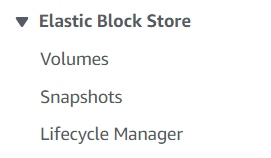 Elastic Block Store
Volumes
Snapshots
Lifecycle Manager